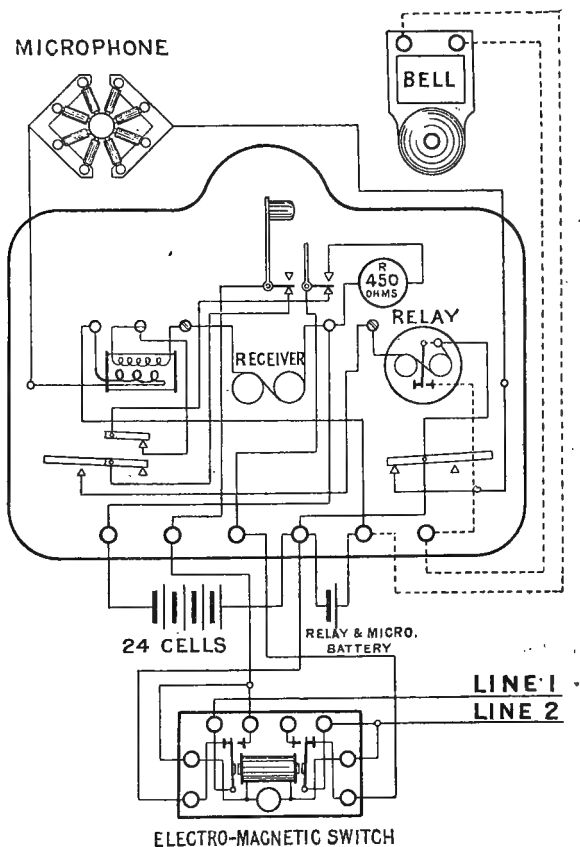 MICROPHONE
BELL
R
450
OHMS
RELAY
RECEIVER
24 CELLS
RELAY & MICRO.
BATTERY
LINE 1
LINE 2
ELECTRO-MAGNETIC SWITCH